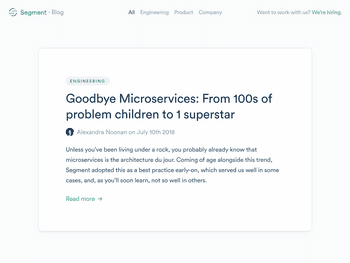 Segment · Blog
All Engineering Product Company
Want to work with us? We're hiring.
ENGINEERING
Goodbye Microservices: From 100s of
problem children to 1 superstar
Alexandra Noonan on July 10th 2018
Unless you've been living under a rock, you probably already know that
microservices is the architecture du jour. Coming of age alongside this trend,
Segment adopted this as a best practice early-on, which served us well in some
cases, and, as you'll soon learn, not so well in others.
Read more →